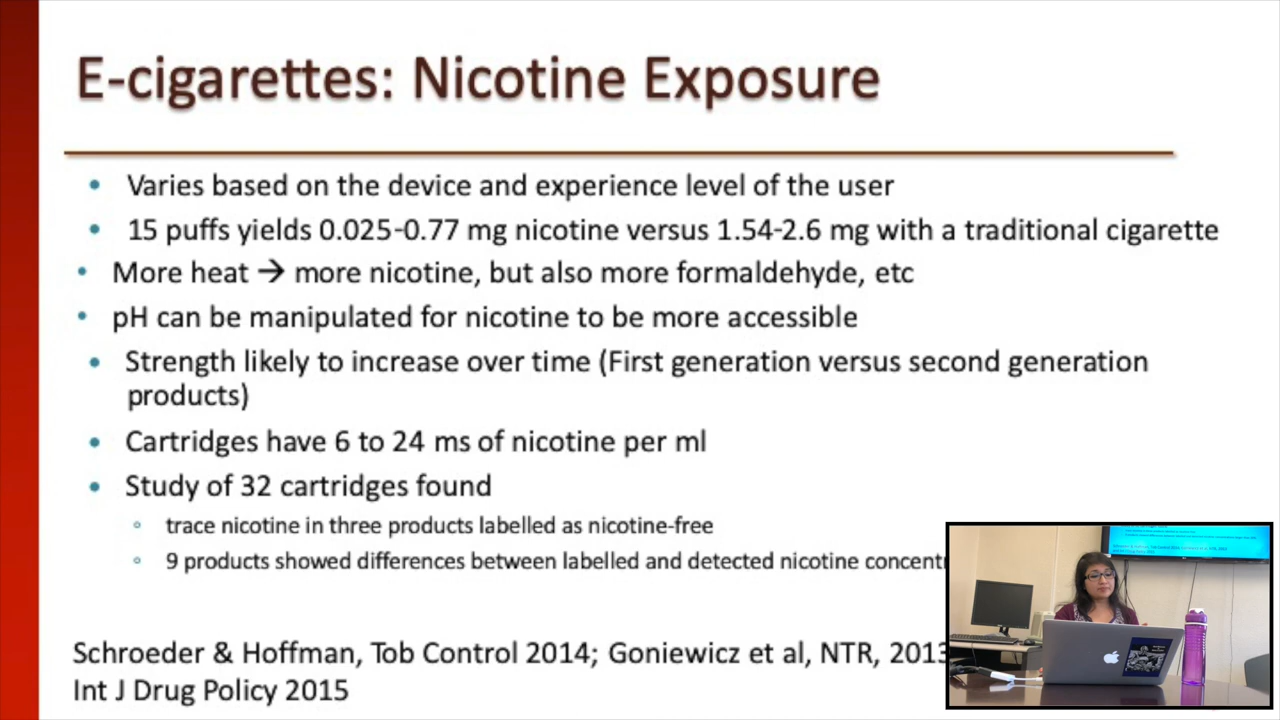 E-cigarettes: Nicotine Exposure
• Varies based on the device and experience level of the user
• 15 puffs yields 0.025-0.77 mg nicotine versus 1.54-2.6 mg with a traditional cigarette
• More heat → more nicotine, but also more formaldehyde, etc
• pH can be manipulated for nicotine to be more accessible
• Strength likely to increase over time (First generation versus second generation
products)
• Cartridges have 6 to 24 ms of nicotine per ml
• Study of 32 cartridges found
◦ trace nicotine in three products labelled as nicotine-free
◦ 9 products showed differences between labelled and detected nicotine
Schroeder & Hoffman, Tob Control 2014; Goniewicz et al, NTR, 2013
Int J Drug Policy 2015